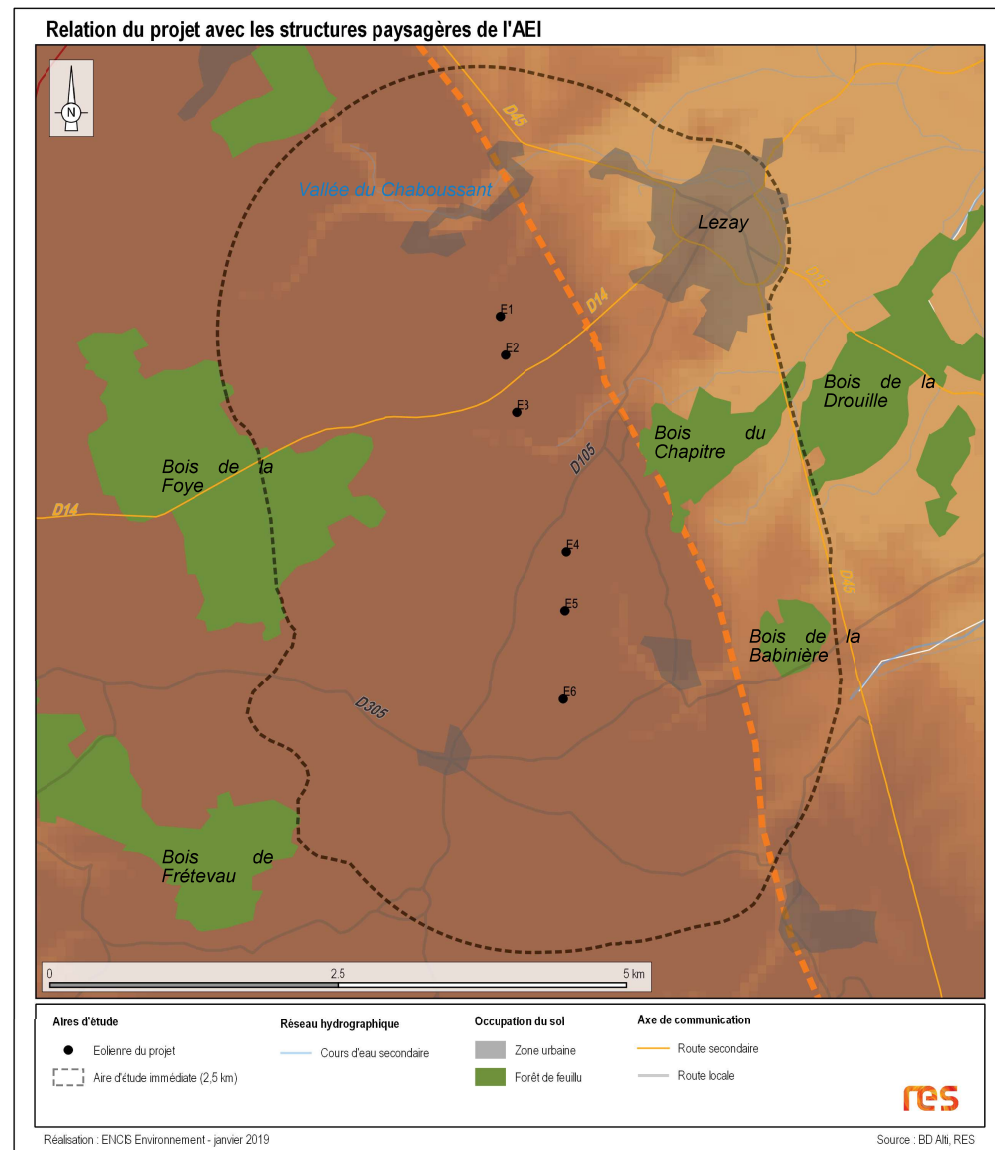 Relation du projet avec les structures paysagères de l'AEI
N
D45
Vallée du Chaboussant
Lezay
E1
D14
D14
E2
Bois de la
Drouille
E3
Bois du
Chapitre
D105
Bois de la
Foye
D14
E4
D45
E5
Bois de la
Babinière
E6
D305
Bois de
Frétevau
0 2.5 5 km
Aires d'étude
Eolienre du projet
Aire d'étude immédiate (2,5 km)
Réseau hydrographique
Cours d'eau secondaire
Occupation du sol
Zone urbaine
Forêt de feuillu
Axe de communication
Route secondaire
Route locale
res
Réalisation : ENCIS Environnement - janvier 2019
Source : BD Alti, RES